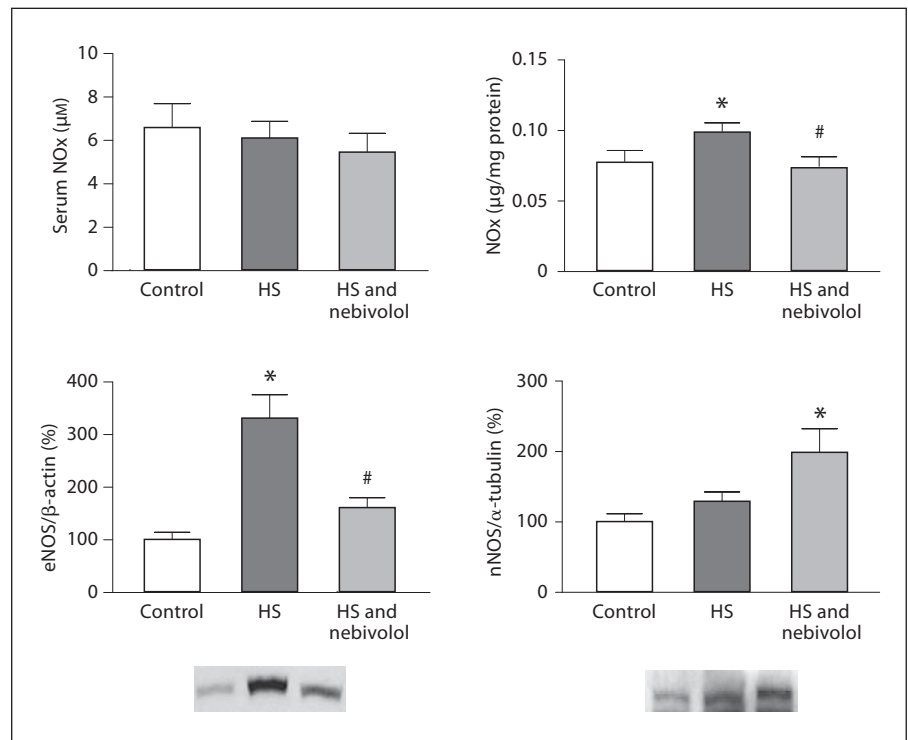 Serum NOx (μM)
10
8
6
4
2
0
Control
HS
HS and
nebivolol
NOx (μg/mg protein)
0.15
0.10
0.05
0
*
#
Control
HS
HS and
nebivolol
eNOS/β-actin (%)
400
300
200
100
0
*
#
Control
HS
HS and
nebivolol
nNOS/α-tubulin (%)
300
200
100
0
*
Control
HS
HS and
nebivolol